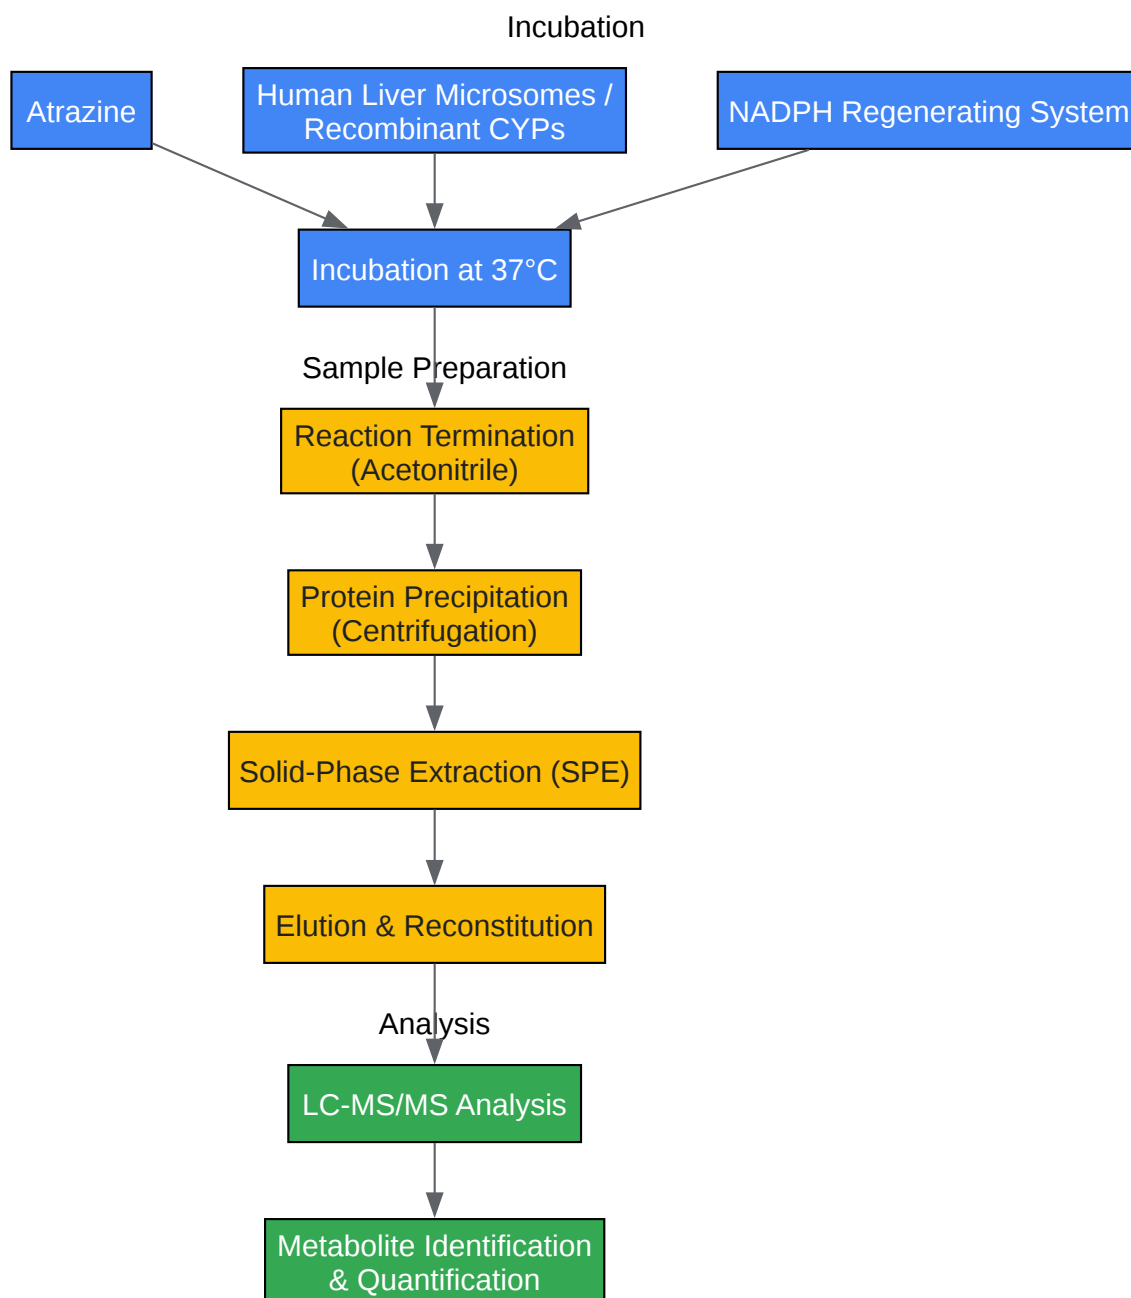 Incubation
Atrazine
Human Liver Microsomes /
Recombinant CYPs
NADPH Regenerating System
Incubation at 37°C
Sample Preparation
Reaction Termination
(Acetonitrile)
Protein Precipitation
(Centrifugation)
Solid-Phase Extraction (SPE)
Elution & Reconstitution
Analysis
LC-MS/MS Analysis
Metabolite Identification
& Quantification